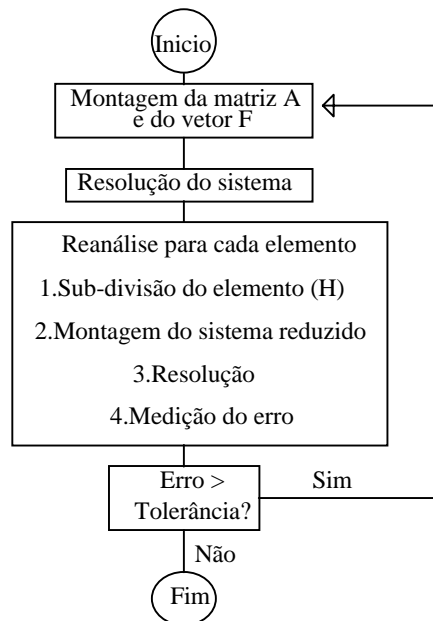 Inicio
Montagem da matriz A
e do vetor F
Resolução do sistema
Reanálise para cada elemento
1.Sub-divisão do elemento (H)
2.Montagem do sistema reduzido
3.Resolução
4.Medição do erro
Erro >
Tolerância?
Sim
Não
Fim